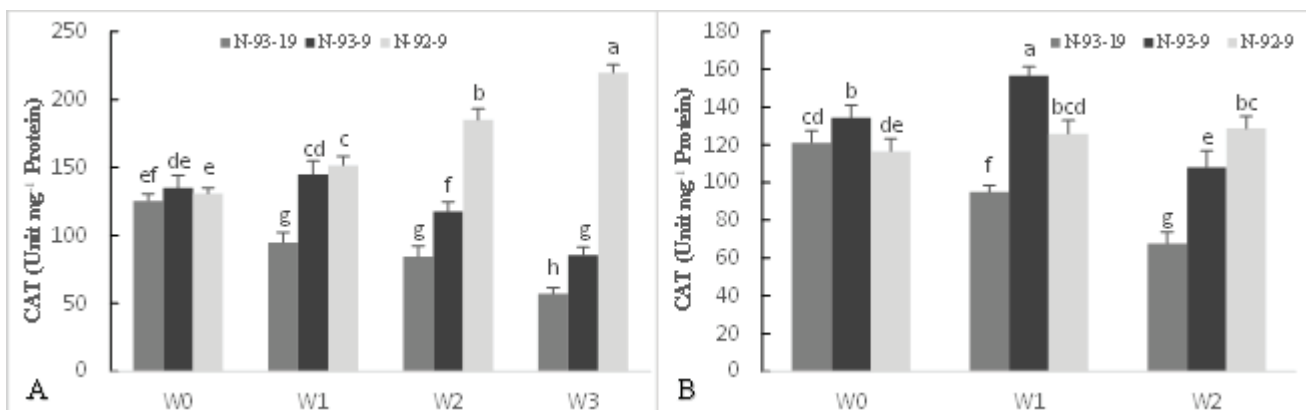 250
200
150
100
50
0
CAT (Unit mg⁻¹ Protein)
N-93-19 N-93-9 N-92-9
ef de e
g cd c
g f b
h g a
W0 W1 W2 W3
A
180
160
140
120
100
80
60
40
20
0
CAT (Unit mg⁻¹ Protein)
N-93-19 N-93-9 N-92-9
cd b de
f a bcd
g e bc
W0 W1 W2
B